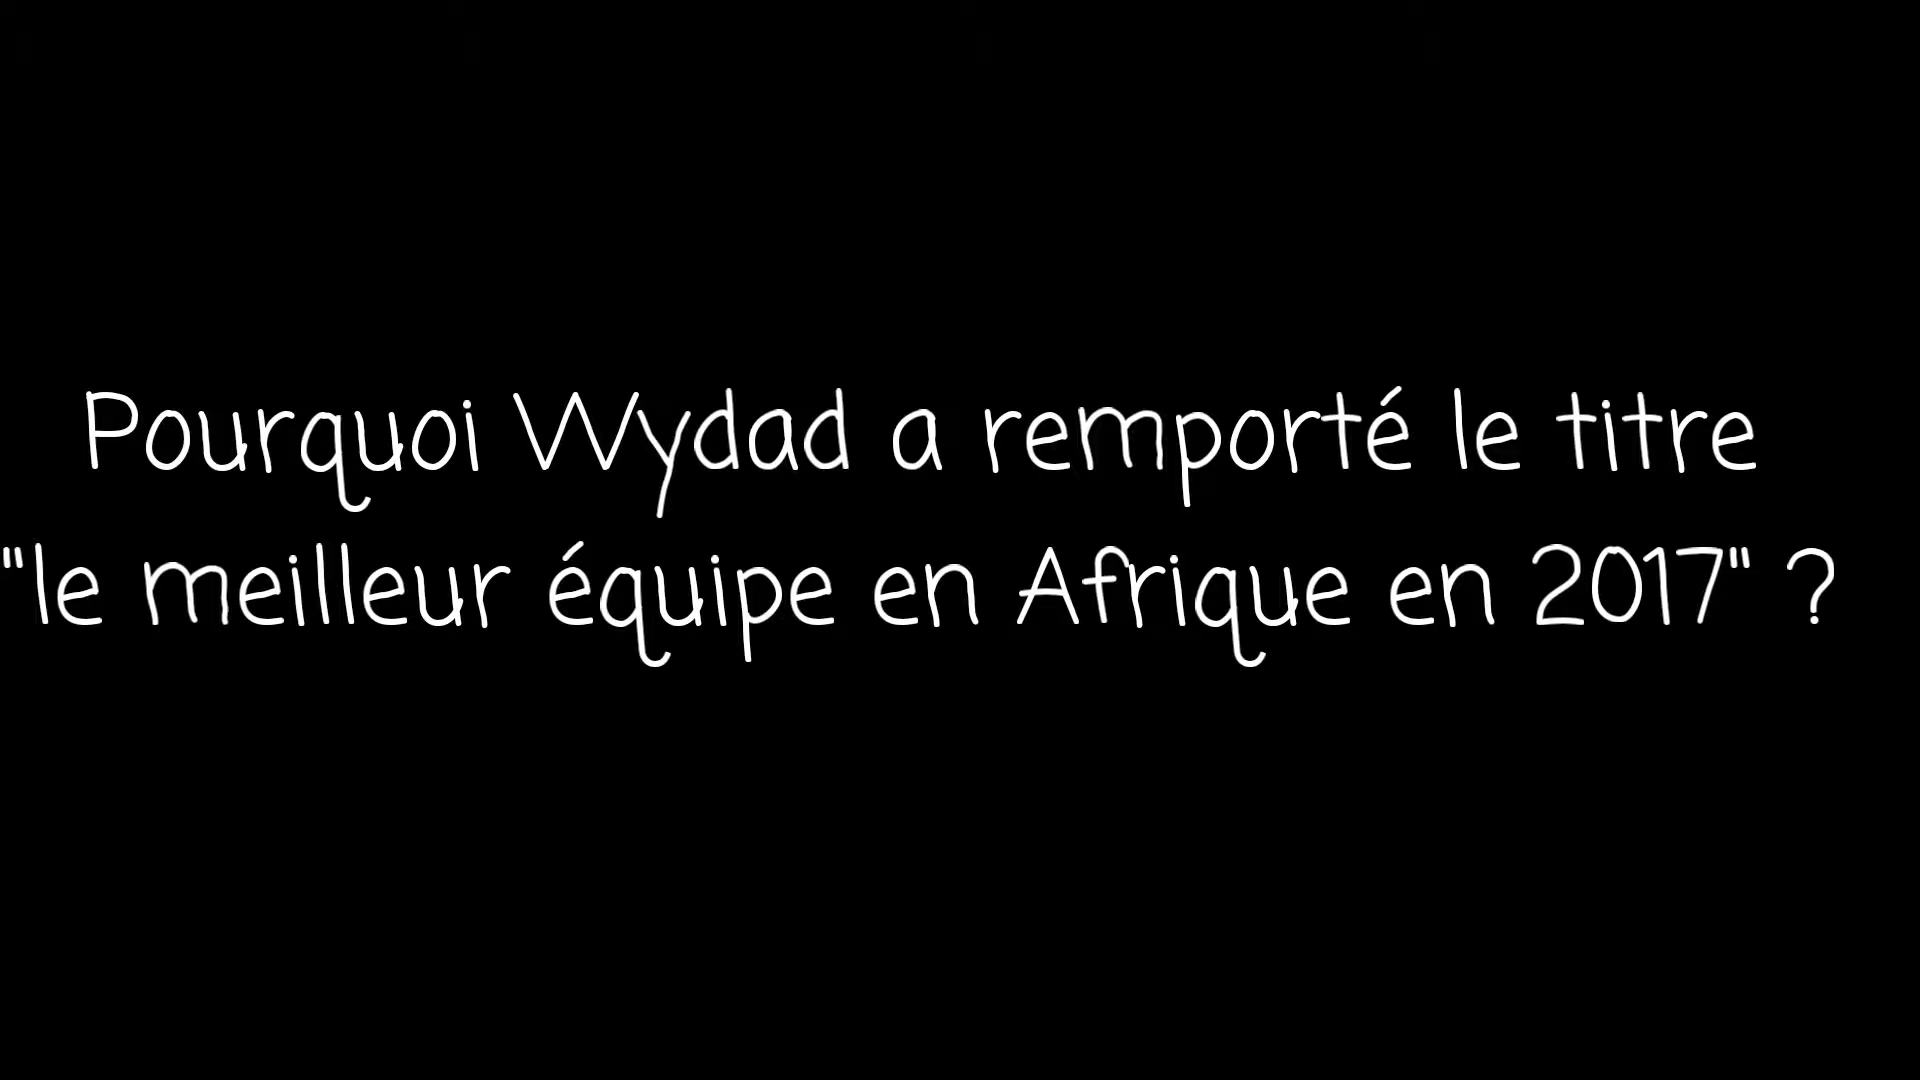 Pourquoi Wydad a remporté le titre
"le meilleur équipe en Afrique en 2017" ?